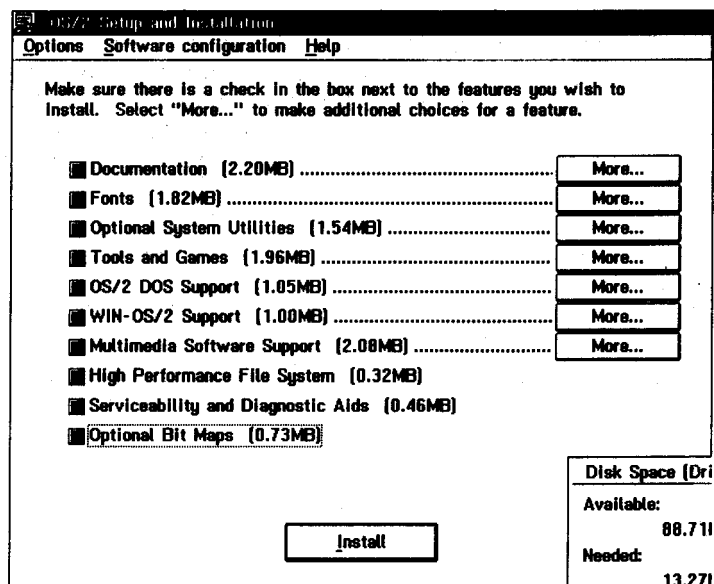 OS/2 Setup and Installation
Options Software configuration Help
Make sure there is a check in the box next to the features you wish to
Install. Select "More..." to make additional choices for a feature.
Documentation (2.20MB) More...
Fonts (1.82MB) More...
Optional System Utilities (1.54MB) More...
Tools and Games (1.96MB) More...
OS/2 DOS Support (1.05MB) More...
WIN-OS/2 Support (1.00MB) More...
Multimedia Software Support (2.08MB) More...
High Performance File System (0.32MB)
Serviceability and Diagnostic Aids (0.46MB)
Optional Bit Maps (0.73MB)
Disk Space (Dri
Available:
88.71
Install
Needed:
13.27